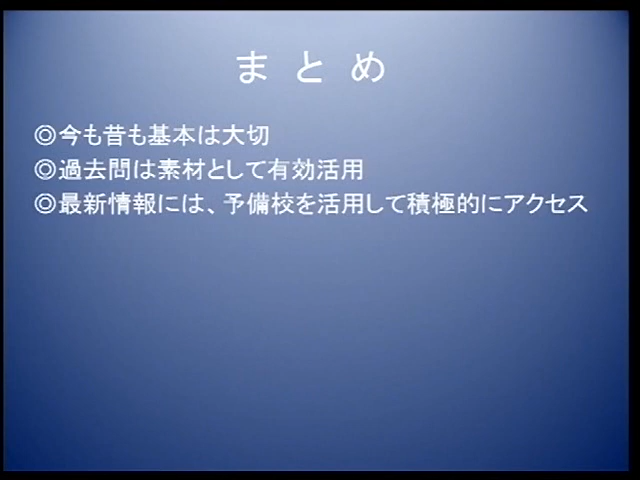 まとめ
◎今も昔も基本は大切
◎過去問は素材として有効活用
◎最新情報には、予備校を活用して積極的にアクセス